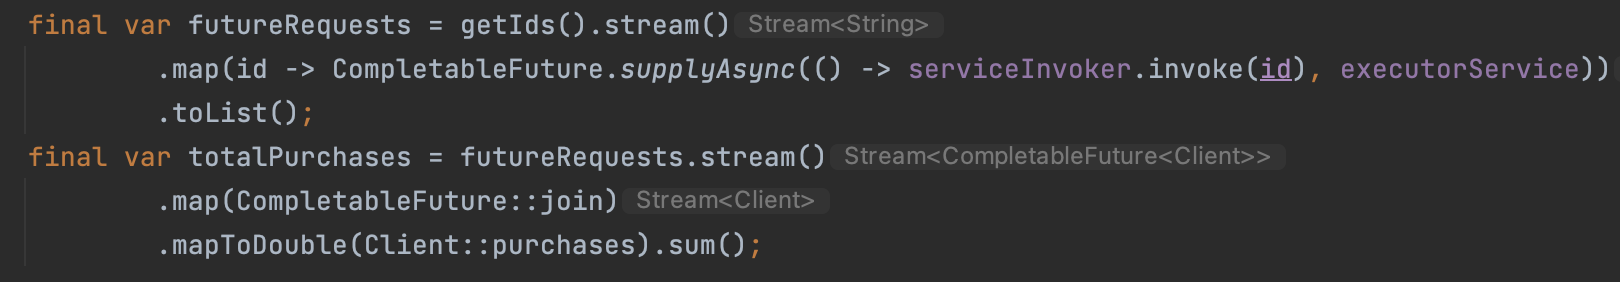 final var futureRequests = getIds().stream() Stream<String>
.map(id -> CompletableFuture.supplyAsync(() -> serviceInvoker.invoke(id), executorService))
.toList();
final var totalPurchases = futureRequests.stream() Stream<CompletableFuture<Client>>
.map(CompletableFuture::join) Stream<Client>
.mapToDouble(Client::purchases).sum();